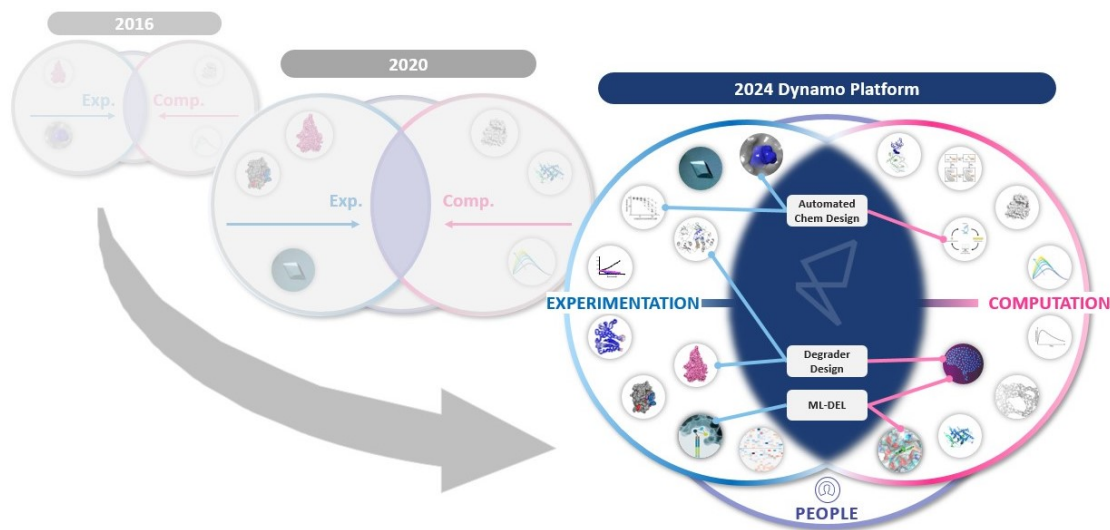 2016
Exp.
Comp.
2020
Exp.
Comp.
2024 Dynamo Platform
Automated
Chem Design
EXPERIMENTATION
COMPUTATION
Degrader
Design
ML-DEL
PEOPLE